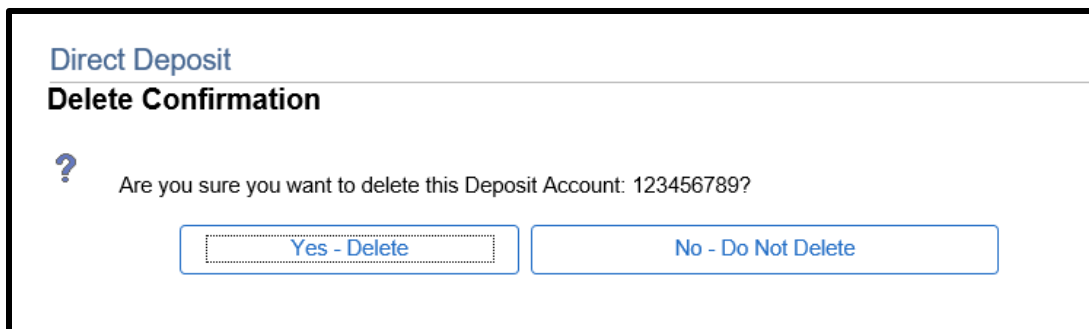 Direct Deposit
Delete Confirmation
?
Are you sure you want to delete this Deposit Account: 123456789?
Yes - Delete No - Do Not Delete